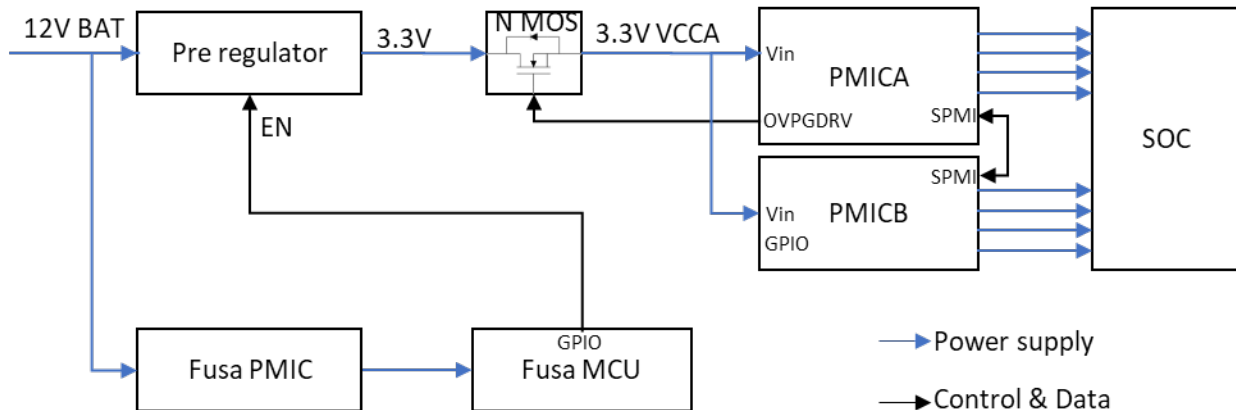 12V BAT
Pre regulator
3.3V
N MOS
3.3V VCCA
Vin
PMICA
OVPGDRV
SPMI
SOC
EN
SPMI
Vin
PMICB
GPIO
GPIO
Fusa PMIC
Fusa MCU
Power supply
Control & Data